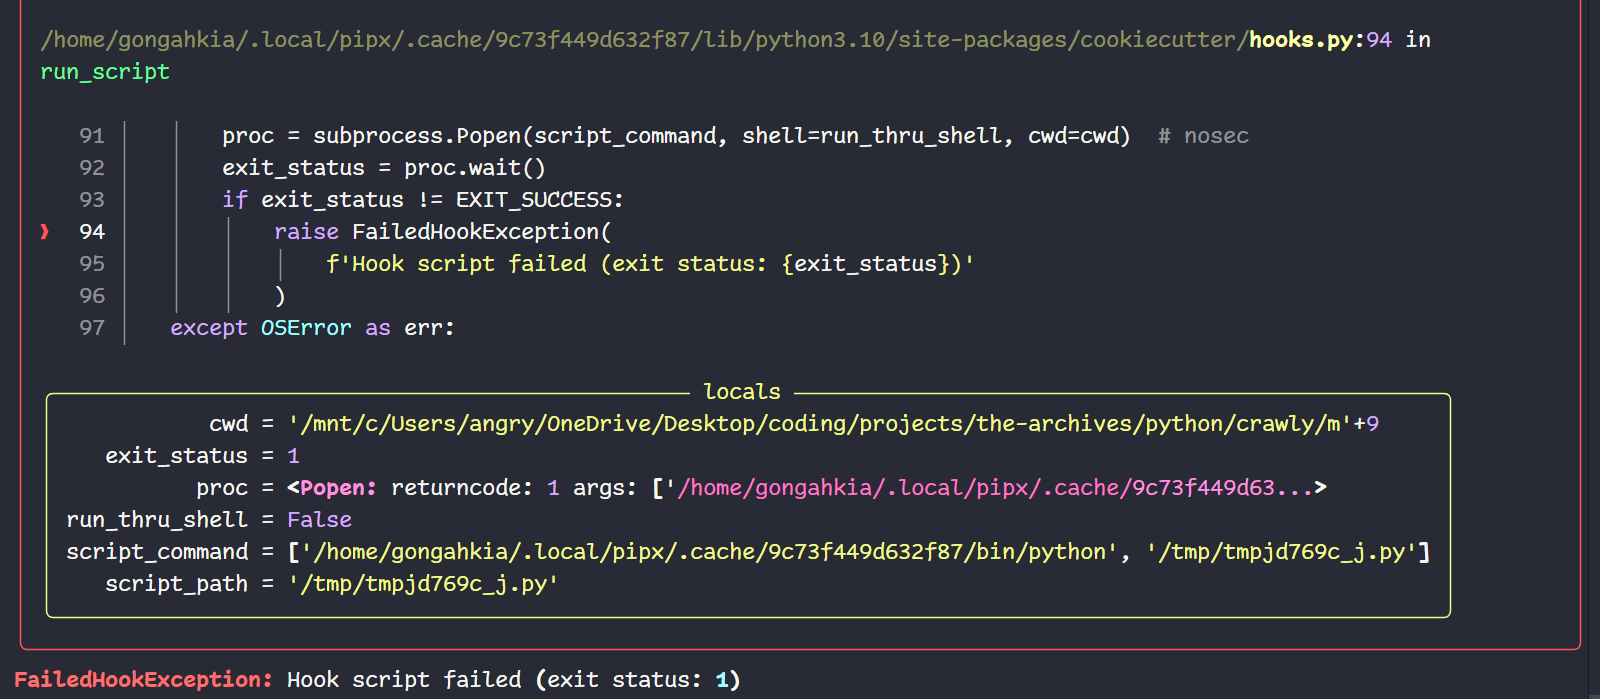 /home/gongahkia/.local/pipx/.cache/9c73f449d632f87/lib/python3.10/site-packages/cookiecutter/hooks.py:94 in
run_script
91 proc = subprocess.Popen(script_command, shell=run_thru_shell, cwd=cwd)  # nosec
92 exit_status = proc.wait()
93 if exit_status != EXIT_SUCCESS:
❱ 94 raise FailedHookException(
95 f'Hook script failed (exit status: {exit_status})'
96 )
97 except OSError as err:
locals
cwd = '/mnt/c/Users/angry/OneDrive/Desktop/coding/projects/the-archives/python/crawly/m'+9
exit_status = 1
proc = <Popen: returncode: 1 args: ['/home/gongahkia/.local/pipx/.cache/9c73f449d63...>
run_thru_shell = False
script_command = ['/home/gongahkia/.local/pipx/.cache/9c73f449d632f87/bin/python', '/tmp/tmpjd769c_j.py']
script_path = '/tmp/tmpjd769c_j.py'
FailedHookException: Hook script failed (exit status: 1)